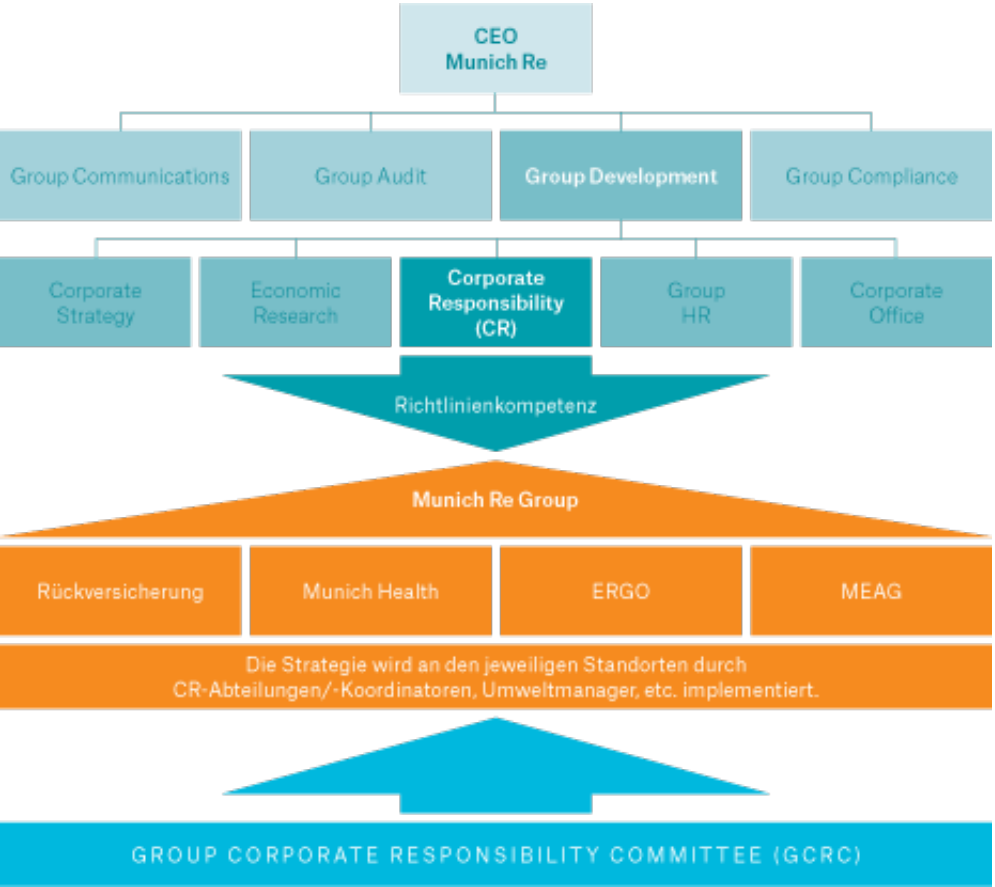 CEO
Munich Re
Group Communications
Group Audit
Group Development
Group Compliance
Corporate
Strategy
Economic
Research
Corporate
Responsibility
(CR)
Group
HR
Corporate
Office
Richtlinienkompetenz
Munich Re Group
Rückversicherung
Munich Health
ERGO
MEAG
Die Strategie wird an den jeweiligen Standorten durch
CR-Abteilungen/-Koordinatoren, Umweltmanager, etc. implementiert.
GROUP CORPORATE RESPONSIBILITY COMMITTEE (GCRC)